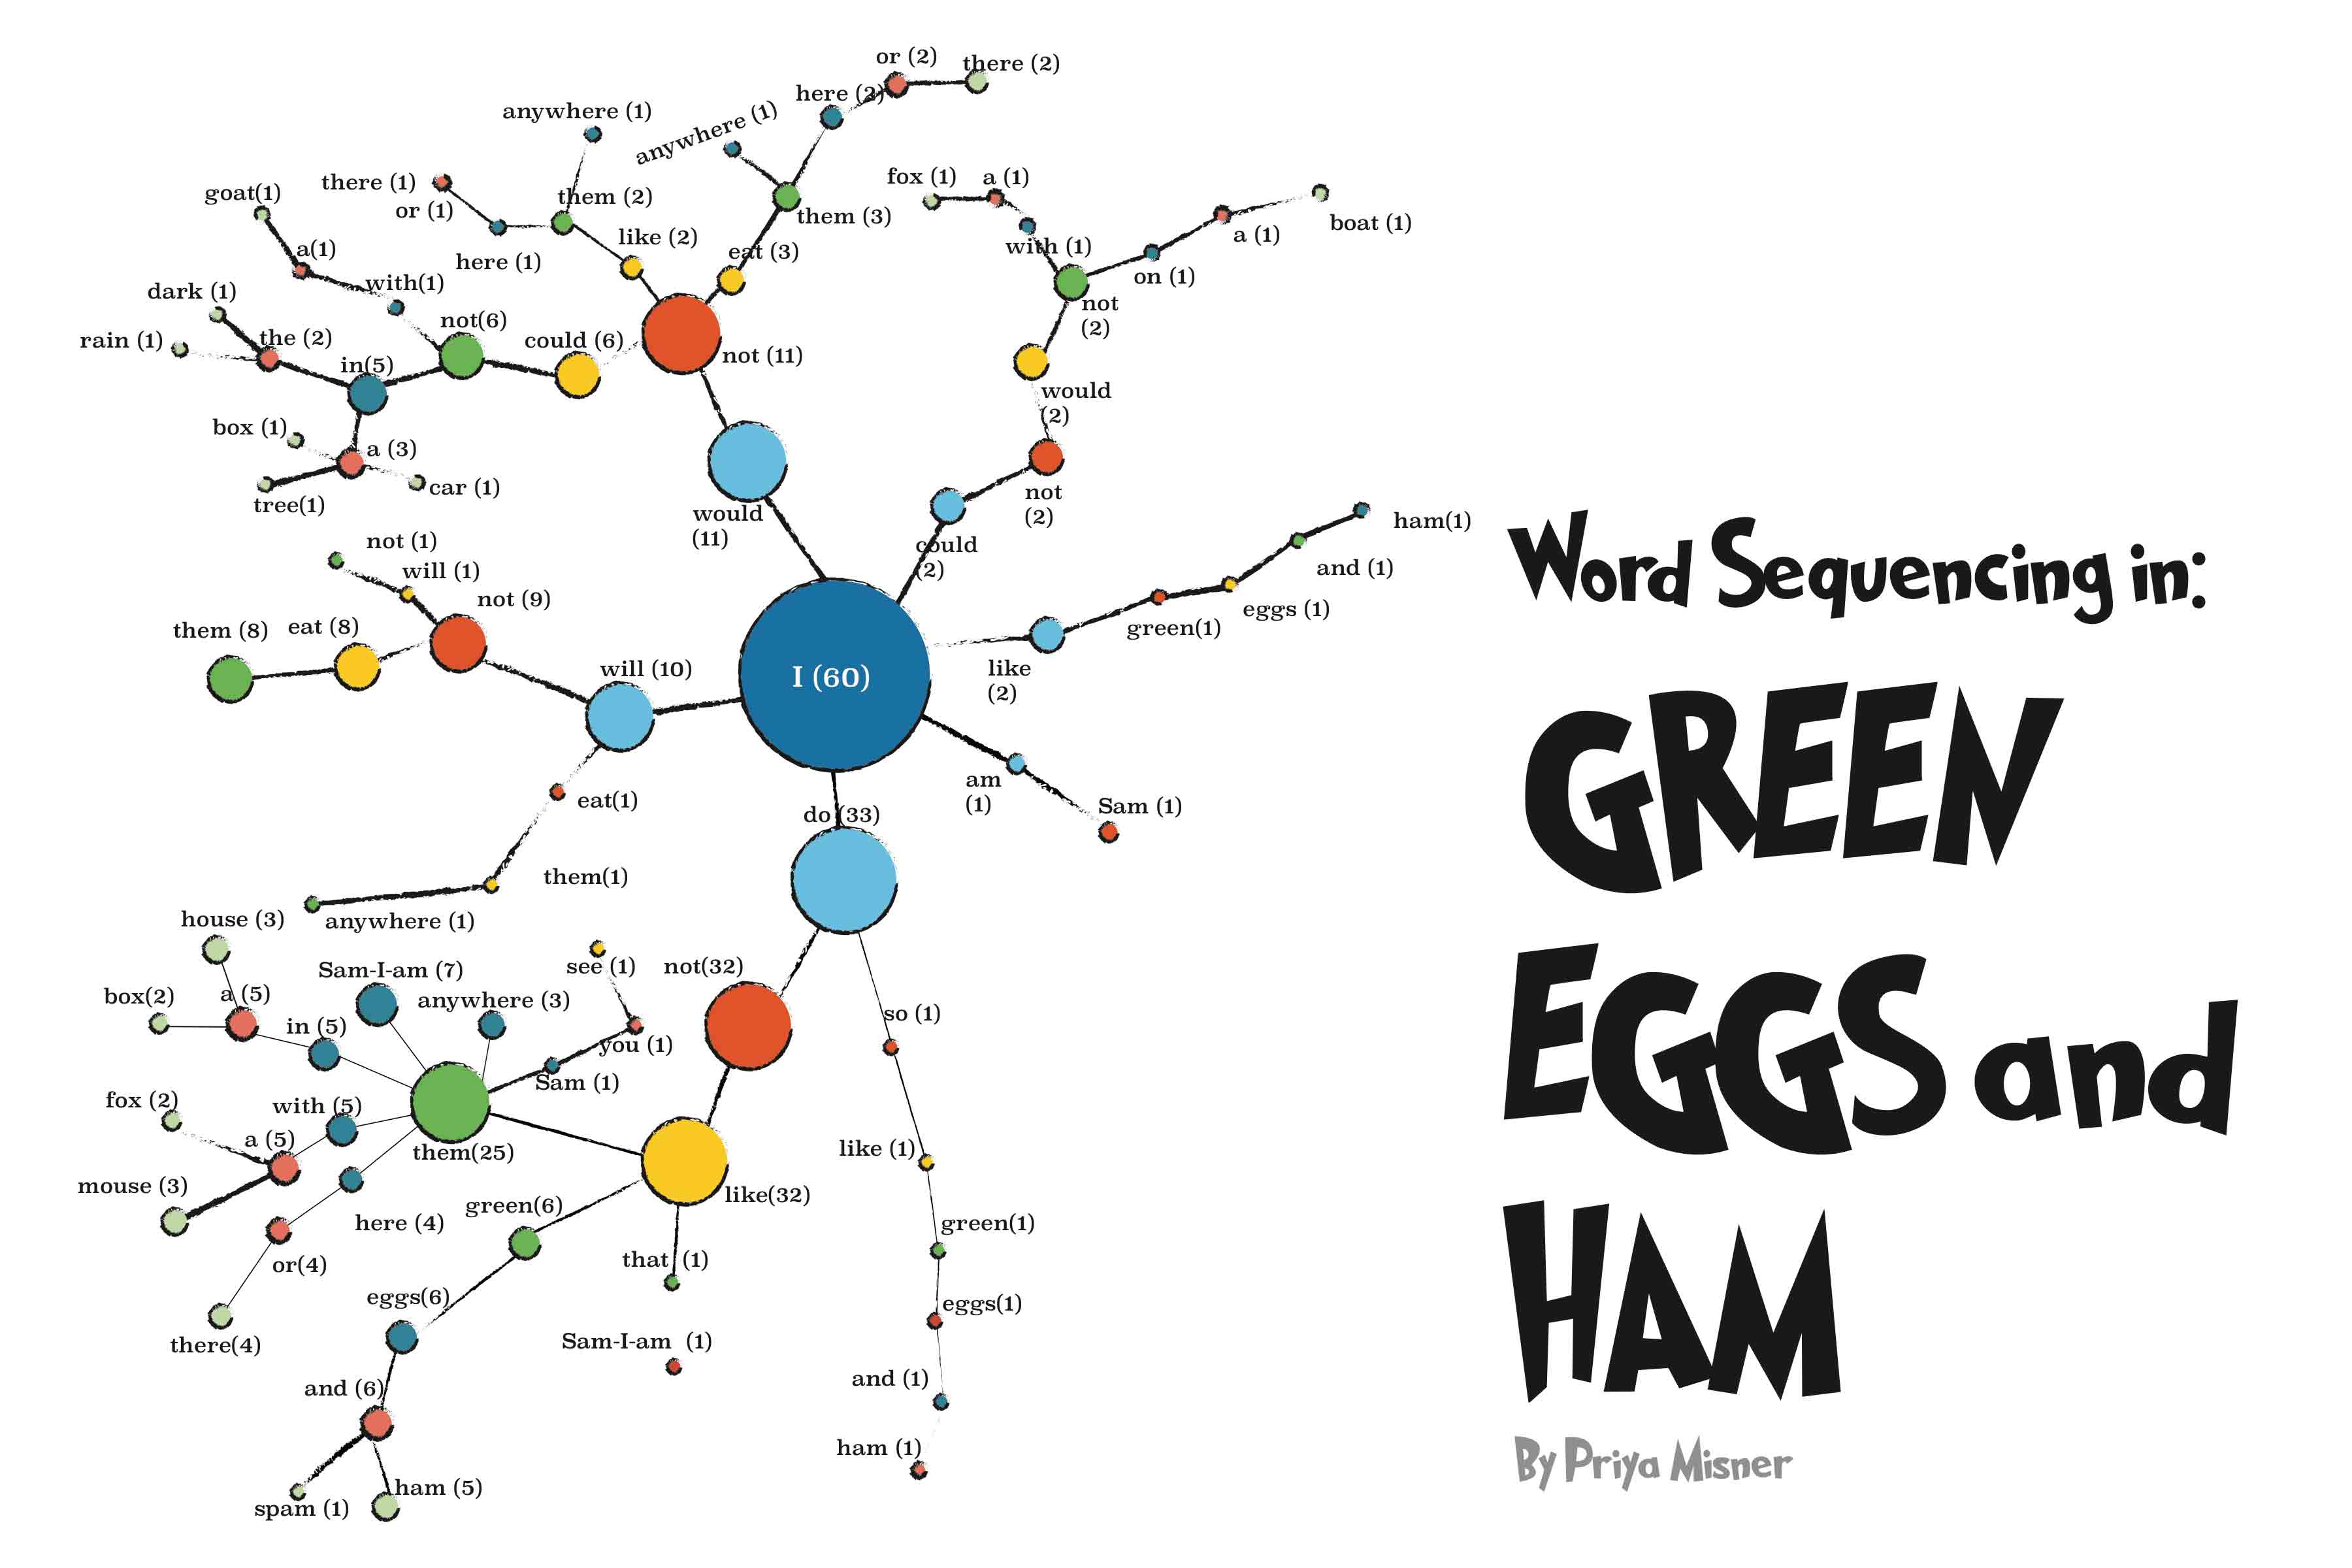 or (2)
there (2)
here (2)
anywhere (1)
anywhere (1)
them (3)
eat (3)
there (1)
or (1)
here (1)
them (2)
like (2)
goat(1)
a(1)
with(1)
dark (1)
rain (1)
the (2)
in(5)
not(6)
could (6)
not (11)
box (1)
a (3)
tree(1)
car (1)
would
(11)
fox (1)
a (1)
with (1)
not
(2)
on (1)
a (1)
boat (1)
would
(2)
not
(2)
could
(2)
ham(1)
and (1)
eggs (1)
green(1)
like
(2)
not (1)
will (1)
not (9)
them (8)
eat (8)
will (10)
I (60)
eat(1)
them(1)
anywhere (1)
am
(1)
Sam (1)
do (33)
house (3)
box(2)
a (5)
in (5)
Sam-I-am (7)
anywhere (3)
see (1)
you (1)
Sam (1)
not(32)
so (1)
fox (2)
with (5)
a (5)
mouse (3)
them(25)
here (4)
or(4)
there(4)
like(32)
green(6)
that (1)
eggs(6)
Sam-I-am (1)
and (6)
spam (1)
ham (5)
like (1)
green(1)
eggs(1)
and (1)
ham (1)
Word Sequencing in:
GREEN
EGGS and
HAM
By Priya Misner